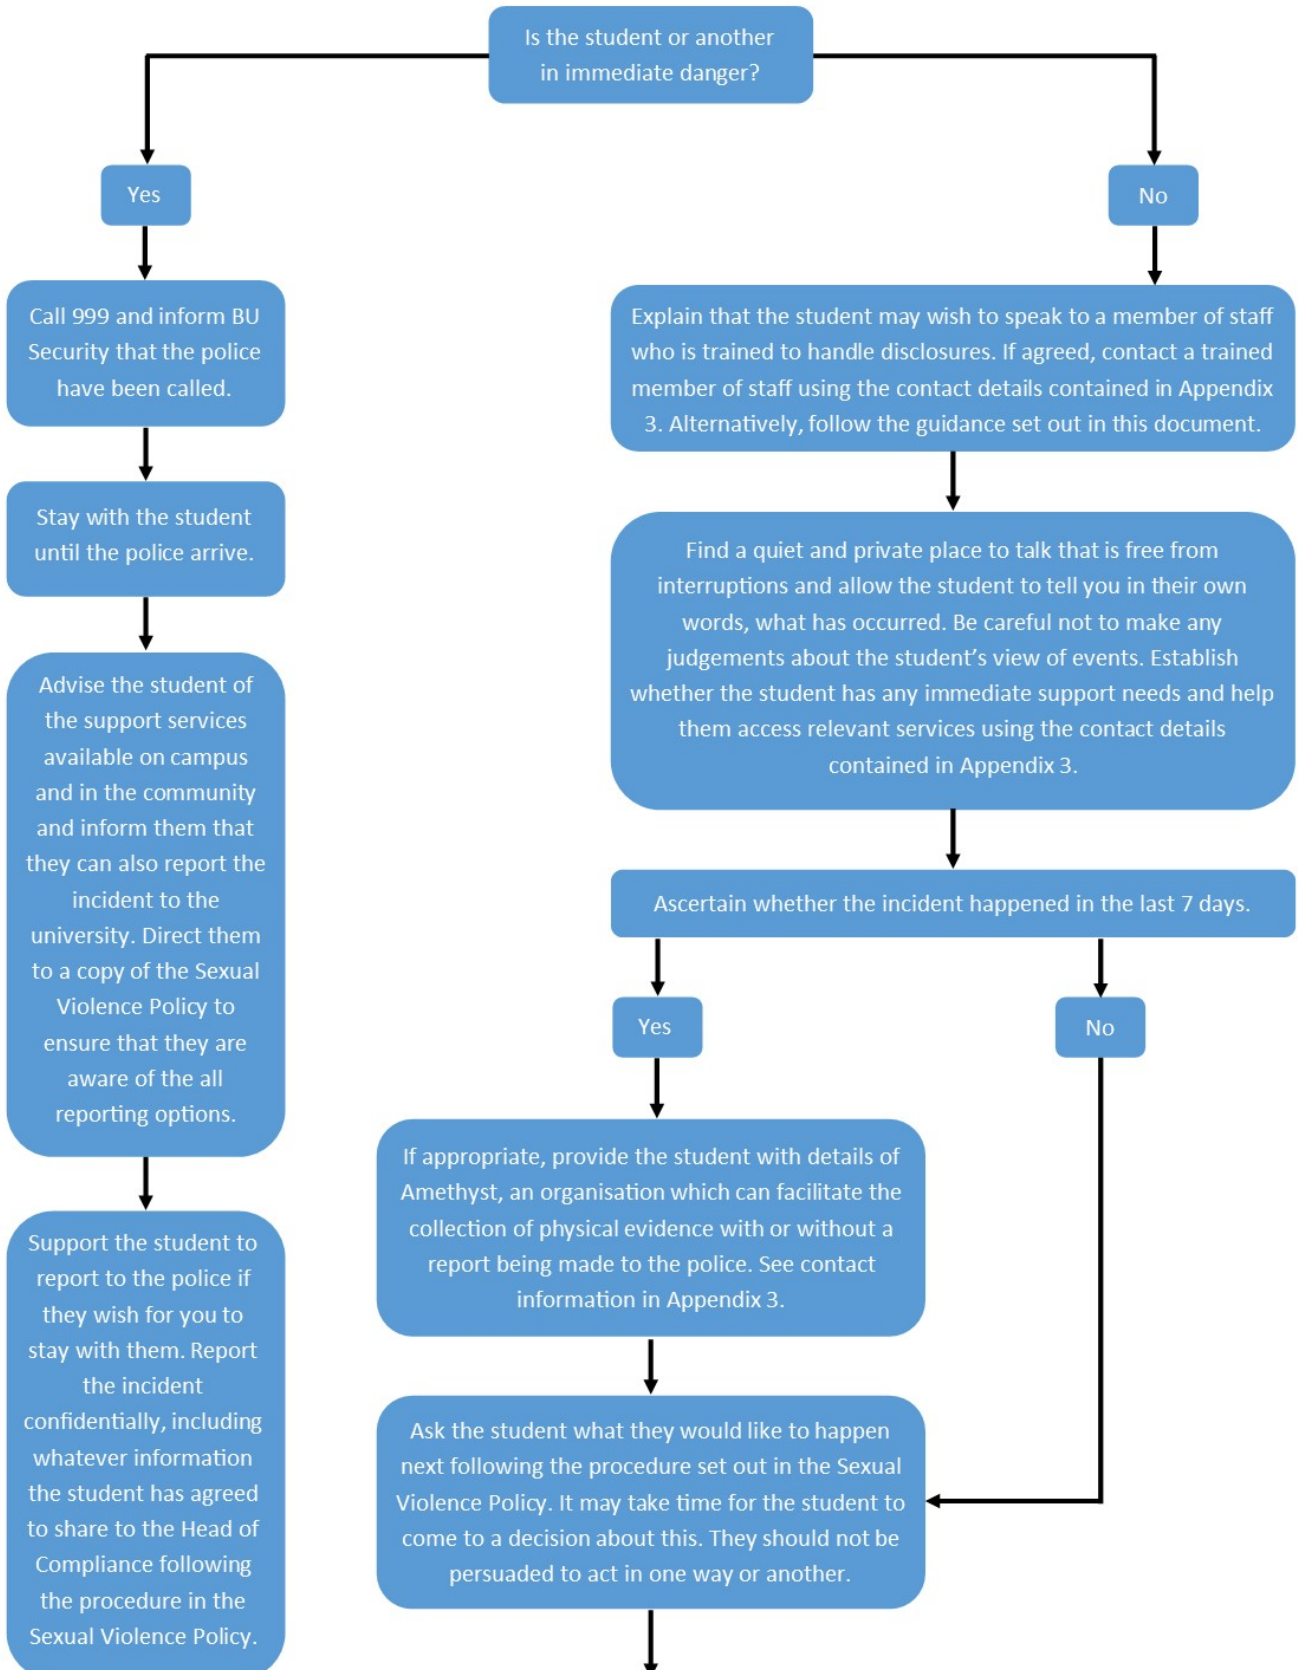 Is the student or another
in immediate danger?
Yes
Call 999 and inform BU
Security that the police
have been called.
Stay with the student
until the police arrive.
Advise the student of
the support services
available on campus
and in the community
and inform them that
they can also report the
incident to the
university. Direct them
to a copy of the Sexual
Violence Policy to
ensure that they are
aware of the all
reporting options.
Support the student to
report to the police if
they wish for you to
stay with them. Report
the incident
confidentially, including
whatever information
the student has agreed
to share to the Head of
Compliance following
the procedure in the
Sexual Violence Policy.
No
Explain that the student may wish to speak to a member of staff
who is trained to handle disclosures. If agreed, contact a trained
member of staff using the contact details contained in Appendix
3. Alternatively, follow the guidance set out in this document.
Find a quiet and private place to talk that is free from
interruptions and allow the student to tell you in their own
words, what has occurred. Be careful not to make any
judgements about the student’s view of events. Establish
whether the student has any immediate support needs and help
them access relevant services using the contact details
contained in Appendix 3.
Ascertain whether the incident happened in the last 7 days.
Yes
No
If appropriate, provide the student with details of
Amethyst, an organisation which can facilitate the
collection of physical evidence with or without a
report being made to the police. See contact
information in Appendix 3.
Ask the student what they would like to happen
next following the procedure set out in the Sexual
Violence Policy. It may take time for the student to
come to a decision about this. They should not be
persuaded to act in one way or another.